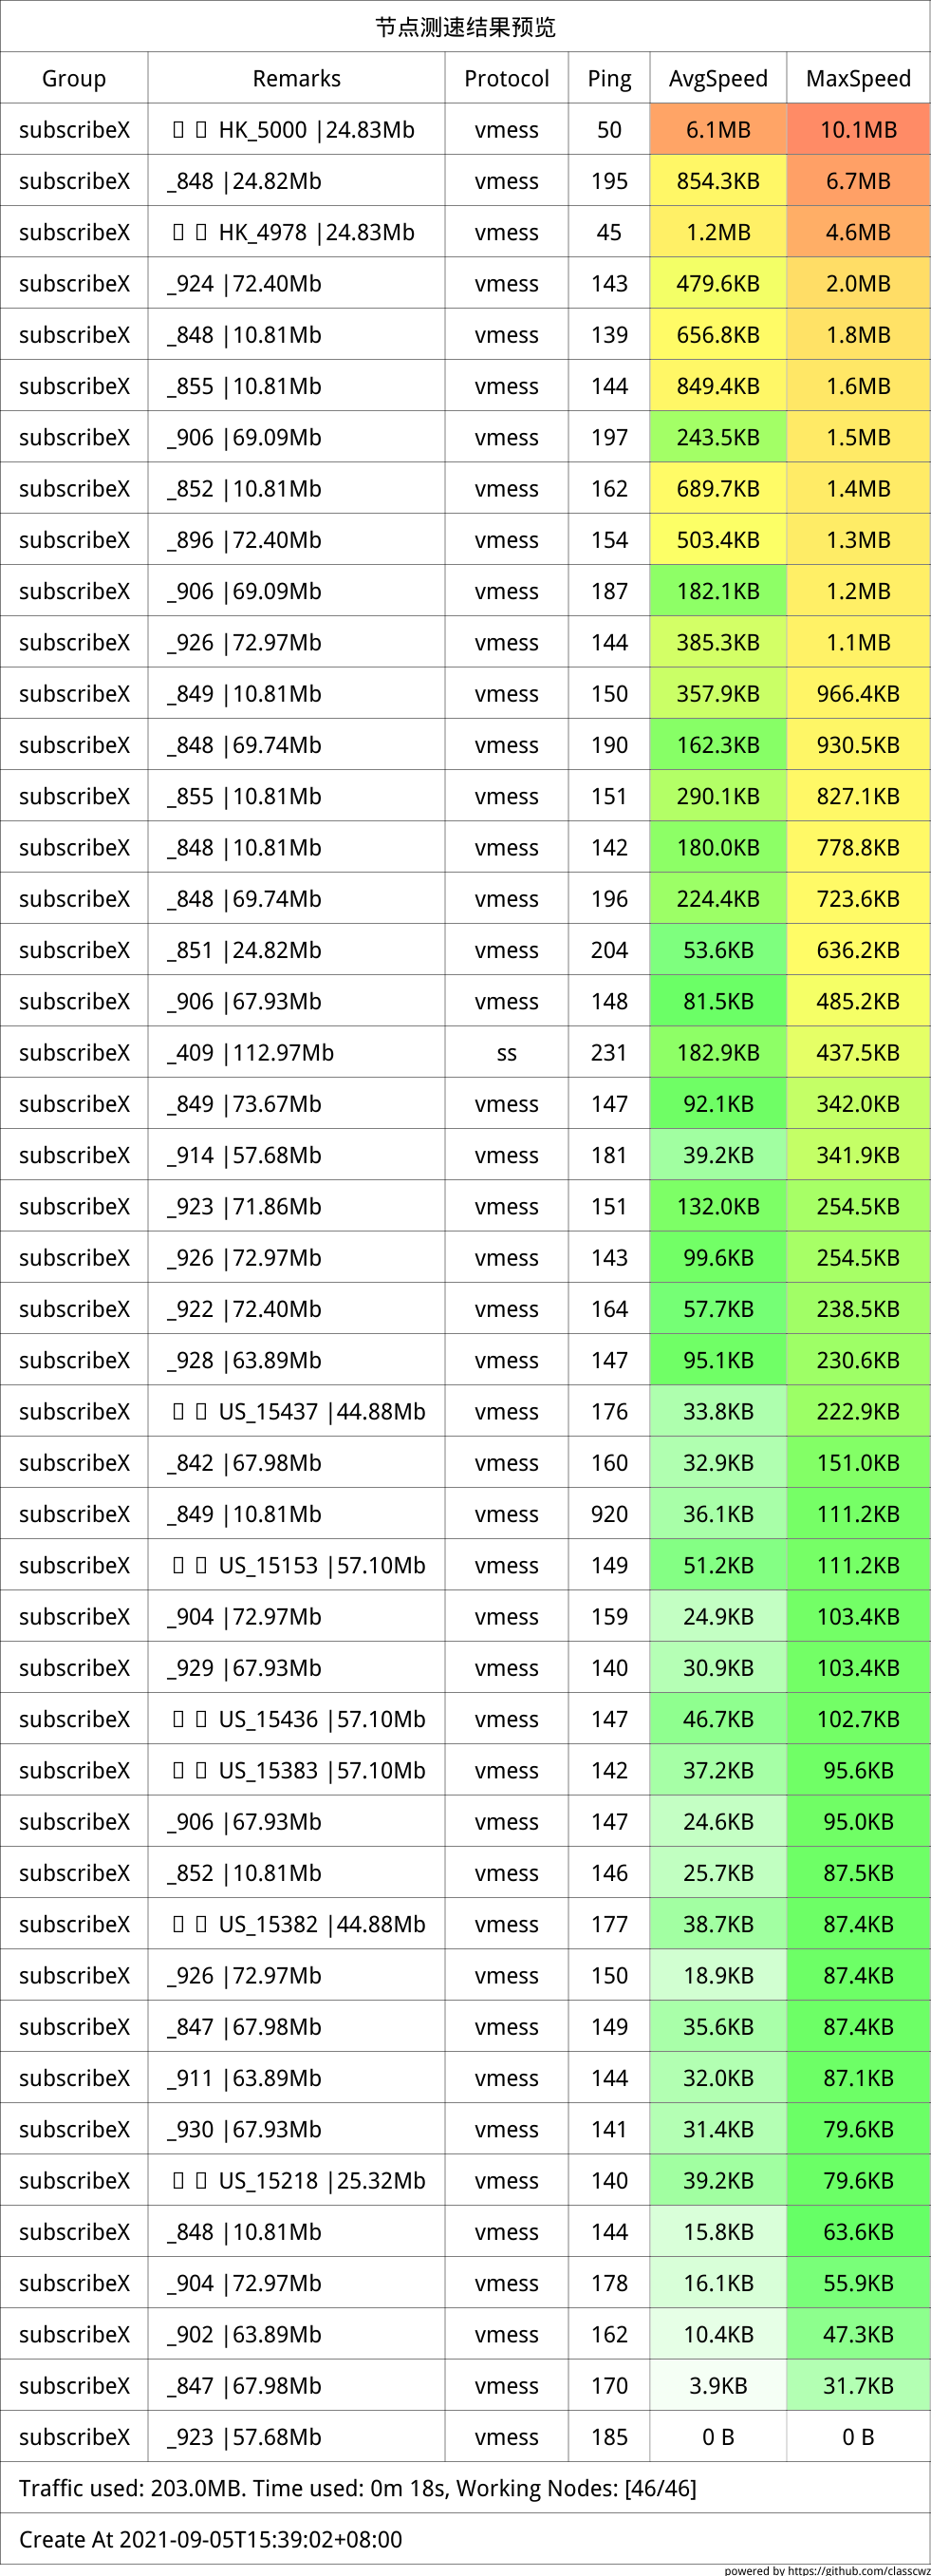 节点测速结果预览
Group Remarks Protocol Ping AvgSpeed MaxSpeed
subscribeX HK_5000 |24.83Mb vmess 50 6.1MB 10.1MB
subscribeX _848 |24.82Mb vmess 195 854.3KB 6.7MB
subscribeX HK_4978 |24.83Mb vmess 45 1.2MB 4.6MB
subscribeX _924 |72.40Mb vmess 143 479.6KB 2.0MB
subscribeX _848 |10.81Mb vmess 139 656.8KB 1.8MB
subscribeX _855 |10.81Mb vmess 144 849.4KB 1.6MB
subscribeX _906 |69.09Mb vmess 197 243.5KB 1.5MB
subscribeX _852 |10.81Mb vmess 162 689.7KB 1.4MB
subscribeX _896 |72.40Mb vmess 154 503.4KB 1.3MB
subscribeX _906 |69.09Mb vmess 187 182.1KB 1.2MB
subscribeX _926 |72.97Mb vmess 144 385.3KB 1.1MB
subscribeX _849 |10.81Mb vmess 150 357.9KB 966.4KB
subscribeX _848 |69.74Mb vmess 190 162.3KB 930.5KB
subscribeX _855 |10.81Mb vmess 151 290.1KB 827.1KB
subscribeX _848 |10.81Mb vmess 142 180.0KB 778.8KB
subscribeX _848 |69.74Mb vmess 196 224.4KB 723.6KB
subscribeX _851 |24.82Mb vmess 204 53.6KB 636.2KB
subscribeX _906 |67.93Mb vmess 148 81.5KB 485.2KB
subscribeX _409 |112.97Mb ss 231 182.9KB 437.5KB
subscribeX _849 |73.67Mb vmess 147 92.1KB 342.0KB
subscribeX _914 |57.68Mb vmess 181 39.2KB 341.9KB
subscribeX _923 |71.86Mb vmess 151 132.0KB 254.5KB
subscribeX _926 |72.97Mb vmess 143 99.6KB 254.5KB
subscribeX _922 |72.40Mb vmess 164 57.7KB 238.5KB
subscribeX _928 |63.89Mb vmess 147 95.1KB 230.6KB
subscribeX US_15437 |44.88Mb vmess 176 33.8KB 222.9KB
subscribeX _842 |67.98Mb vmess 160 32.9KB 151.0KB
subscribeX _849 |10.81Mb vmess 920 36.1KB 111.2KB
subscribeX US_15153 |57.10Mb vmess 149 51.2KB 111.2KB
subscribeX _904 |72.97Mb vmess 159 24.9KB 103.4KB
subscribeX _929 |67.93Mb vmess 140 30.9KB 103.4KB
subscribeX US_15436 |57.10Mb vmess 147 46.7KB 102.7KB
subscribeX US_15383 |57.10Mb vmess 142 37.2KB 95.6KB
subscribeX _906 |67.93Mb vmess 147 24.6KB 95.0KB
subscribeX _852 |10.81Mb vmess 146 25.7KB 87.5KB
subscribeX US_15382 |44.88Mb vmess 177 38.7KB 87.4KB
subscribeX _926 |72.97Mb vmess 150 18.9KB 87.4KB
subscribeX _847 |67.98Mb vmess 149 35.6KB 87.4KB
subscribeX _911 |63.89Mb vmess 144 32.0KB 87.1KB
subscribeX _930 |67.93Mb vmess 141 31.4KB 79.6KB
subscribeX US_15218 |25.32Mb vmess 140 39.2KB 79.6KB
subscribeX _848 |10.81Mb vmess 144 15.8KB 63.6KB
subscribeX _904 |72.97Mb vmess 178 16.1KB 55.9KB
subscribeX _902 |63.89Mb vmess 162 10.4KB 47.3KB
subscribeX _847 |67.98Mb vmess 170 3.9KB 31.7KB
subscribeX _923 |57.68Mb vmess 185 0 B 0 B
Traffic used: 203.0MB. Time used: 0m 18s, Working Nodes: [46/46]
Create At 2021-09-05T15:39:02+08:00
powered by https://github.com/classcwz